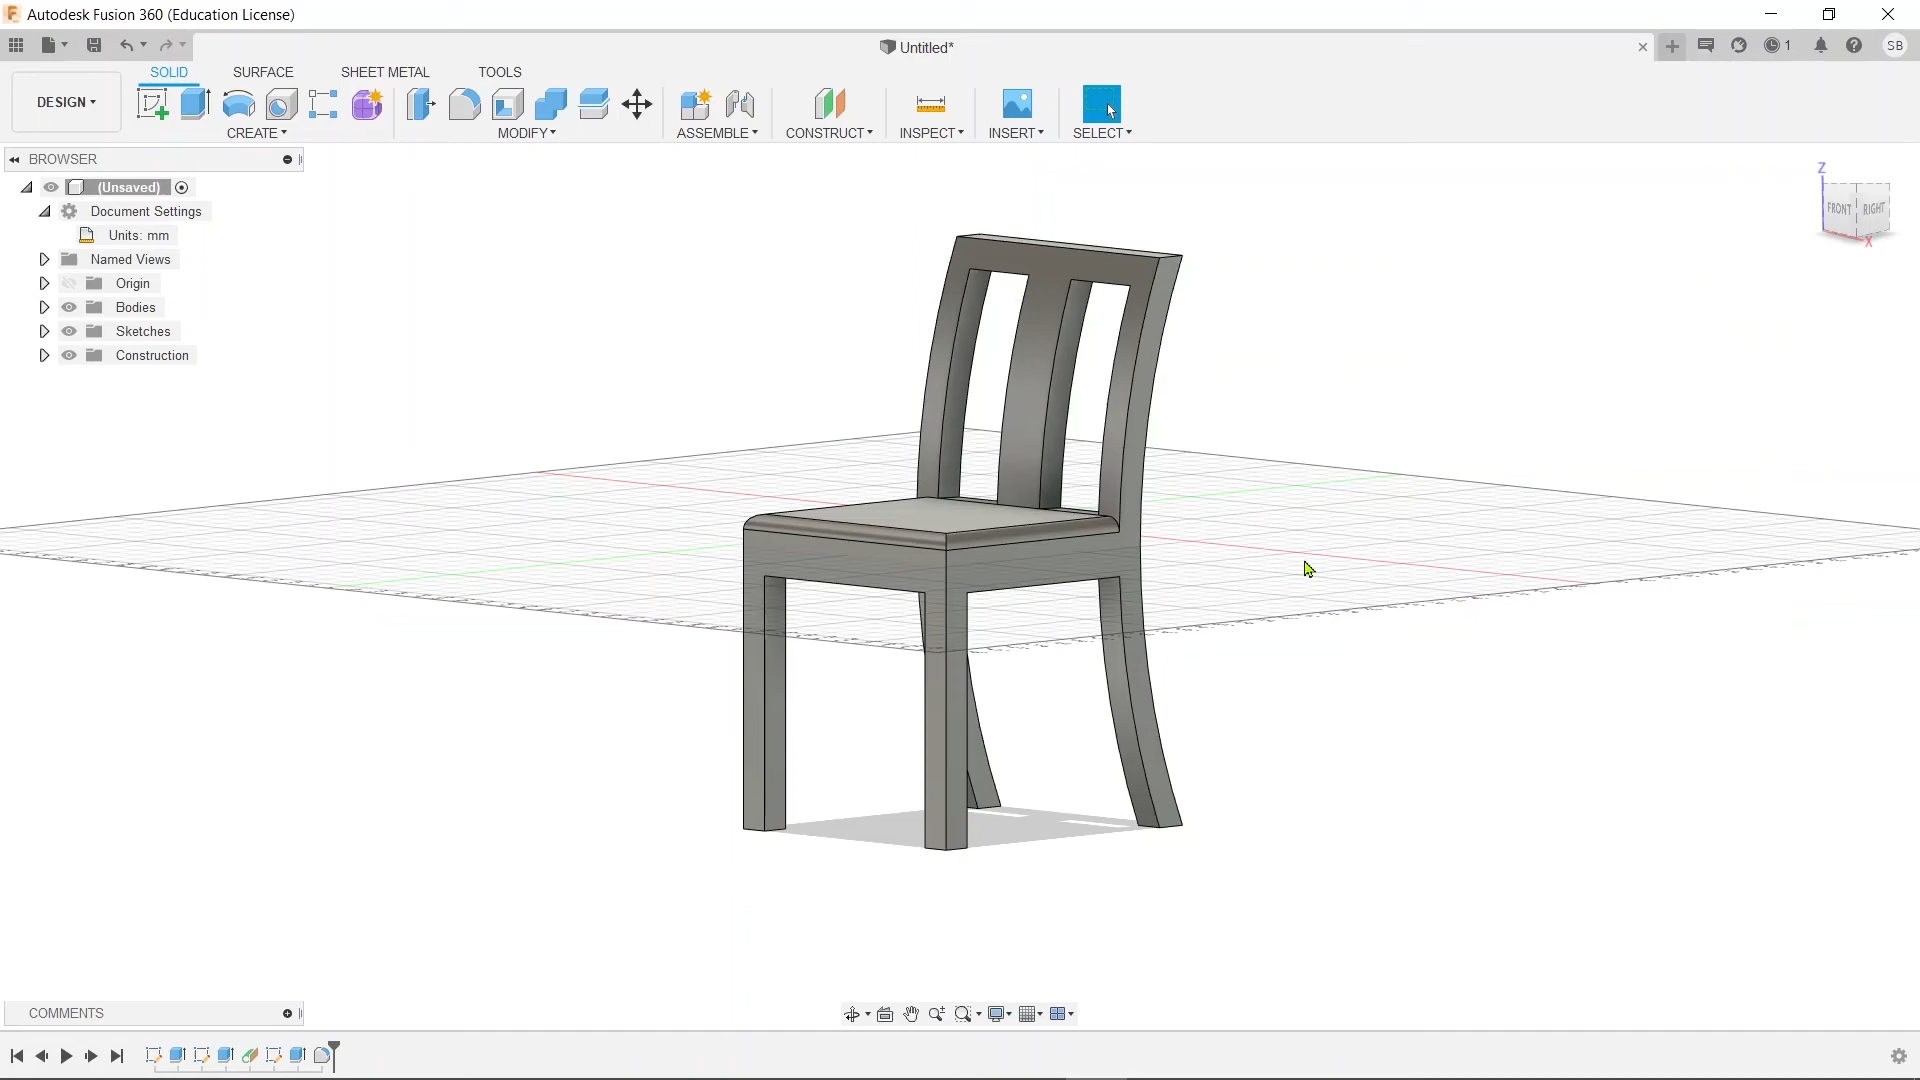 Autodesk Fusion 360 (Education License)
Untitled*
1
SB
DESIGN
SOLID
SURFACE
SHEET METAL
TOOLS
CREATE
MODIFY
ASSEMBLE
CONSTRUCT
INSPECT
INSERT
SELECT
BROWSER
(Unsaved)
Document Settings
Units: mm
Named Views
Origin
Bodies
Sketches
Construction
Z
FRONT
RIGHT
X
COMMENTS